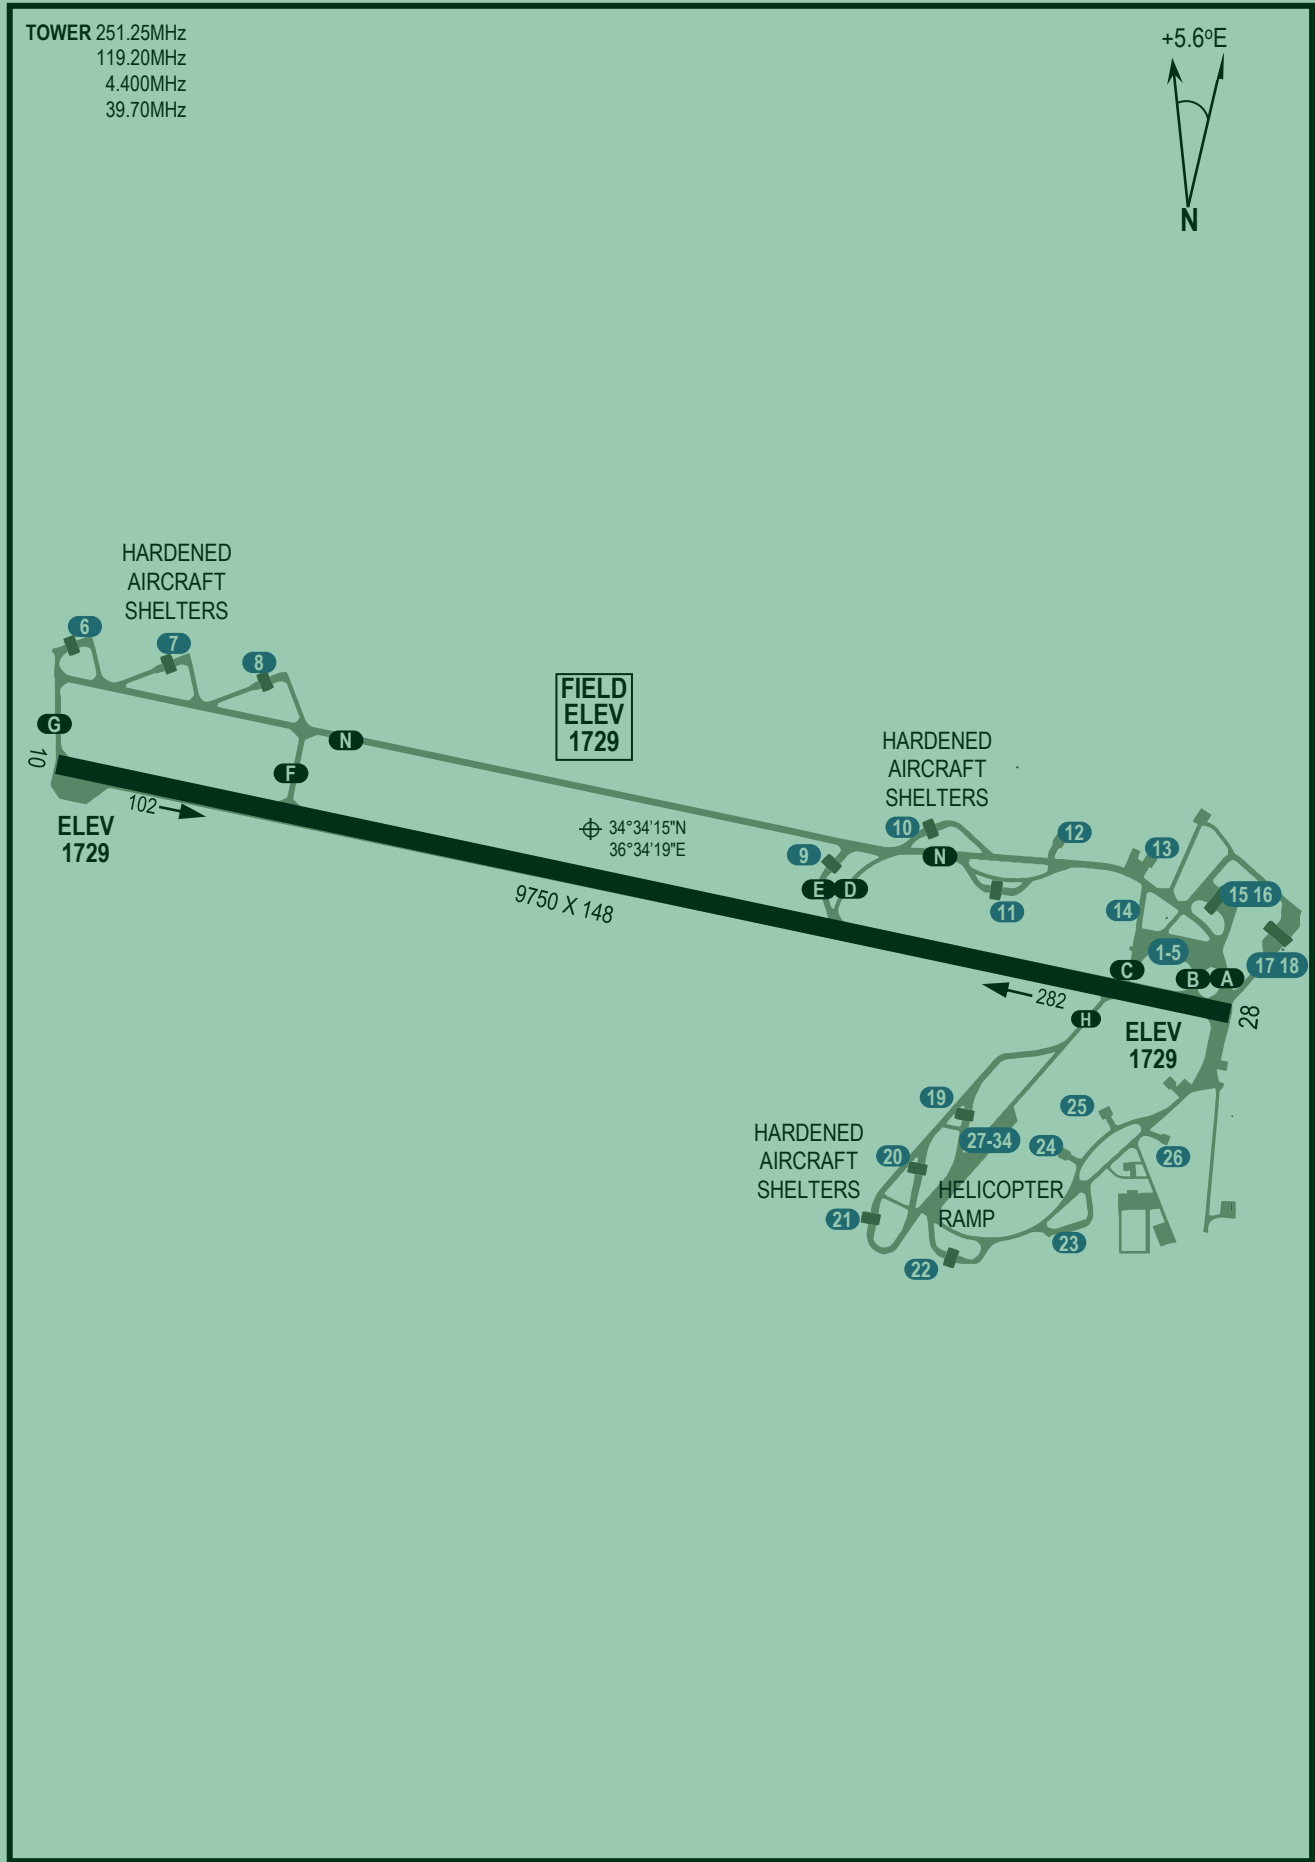 TOWER 251.25MHz
119.20MHz
4.400MHz
39.70MHz
+5.6ºE
N
HARDENED
AIRCRAFT
SHELTERS
6
7
8
G
N
F
10
102
ELEV
1729
FIELD
ELEV
1729
34°34'15"N
36°34'19"E
9750 X 148
HARDENED
AIRCRAFT
SHELTERS
10
12
13
9
N
E
D
11
14
15 16
1-5
17 18
C
B
A
282
H
ELEV
1729
28
19
25
27-34
HARDENED
AIRCRAFT
SHELTERS
20
24
26
HELICOPTER
RAMP
21
23
22